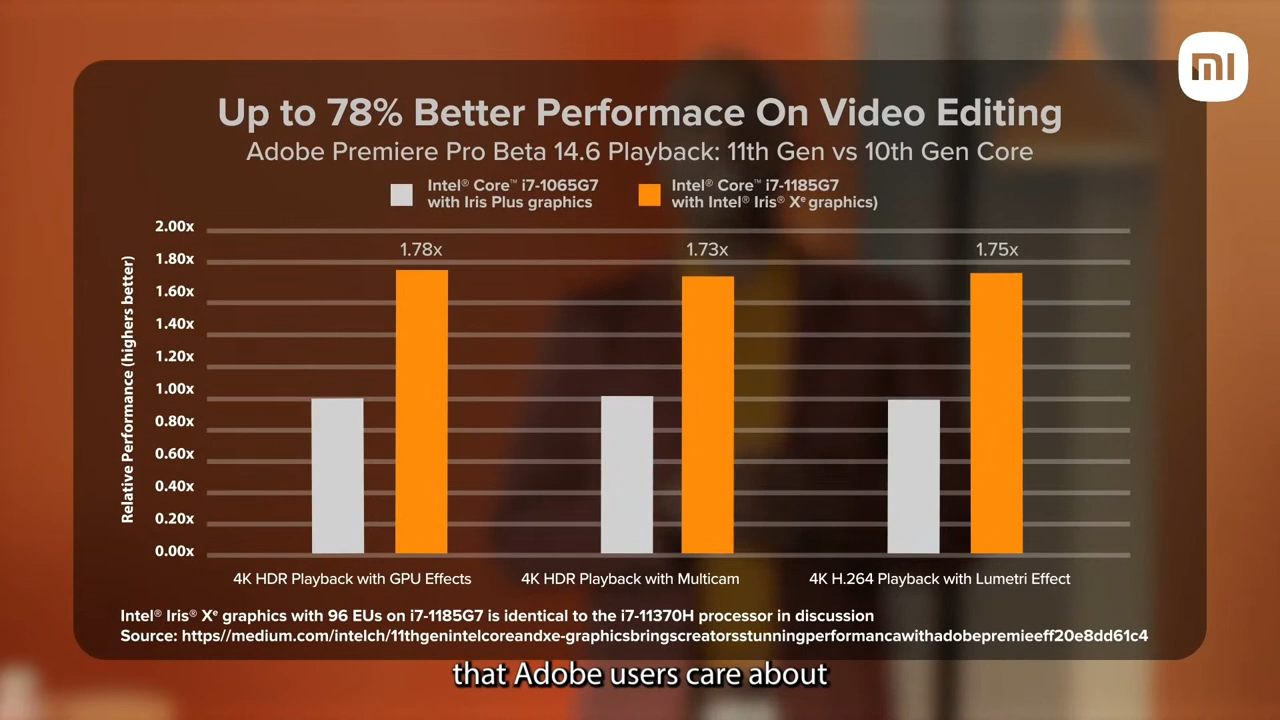 mi
Up to 78% Better Performace On Video Editing
Adobe Premiere Pro Beta 14.6 Playback: 11th Gen vs 10th Gen Core
Intel® Core™ i7-1065G7
with Iris Plus graphics
Intel® Core™ i7-1185G7
with Intel® Iris® Xᵉ graphics)
Relative Performance (highers better)
2.00x
1.80x
1.60x
1.40x
1.20x
1.00x
0.80x
0.60x
0.40x
0.20x
0.00x
1.78x
1.73x
1.75x
4K HDR Playback with GPU Effects
4K HDR Playback with Multicam
4K H.264 Playback with Lumetri Effect
Intel® Iris® Xᵉ graphics with 96 EUs on i7-1185G7 is identical to the i7-11370H processor in discussion
Source: https//medium.com/intelch/11thgenintelcoreandxe-graphicsbringscreatorsstunningperformancawithadobepremieeff20e8dd61c4
that Adobe users care about